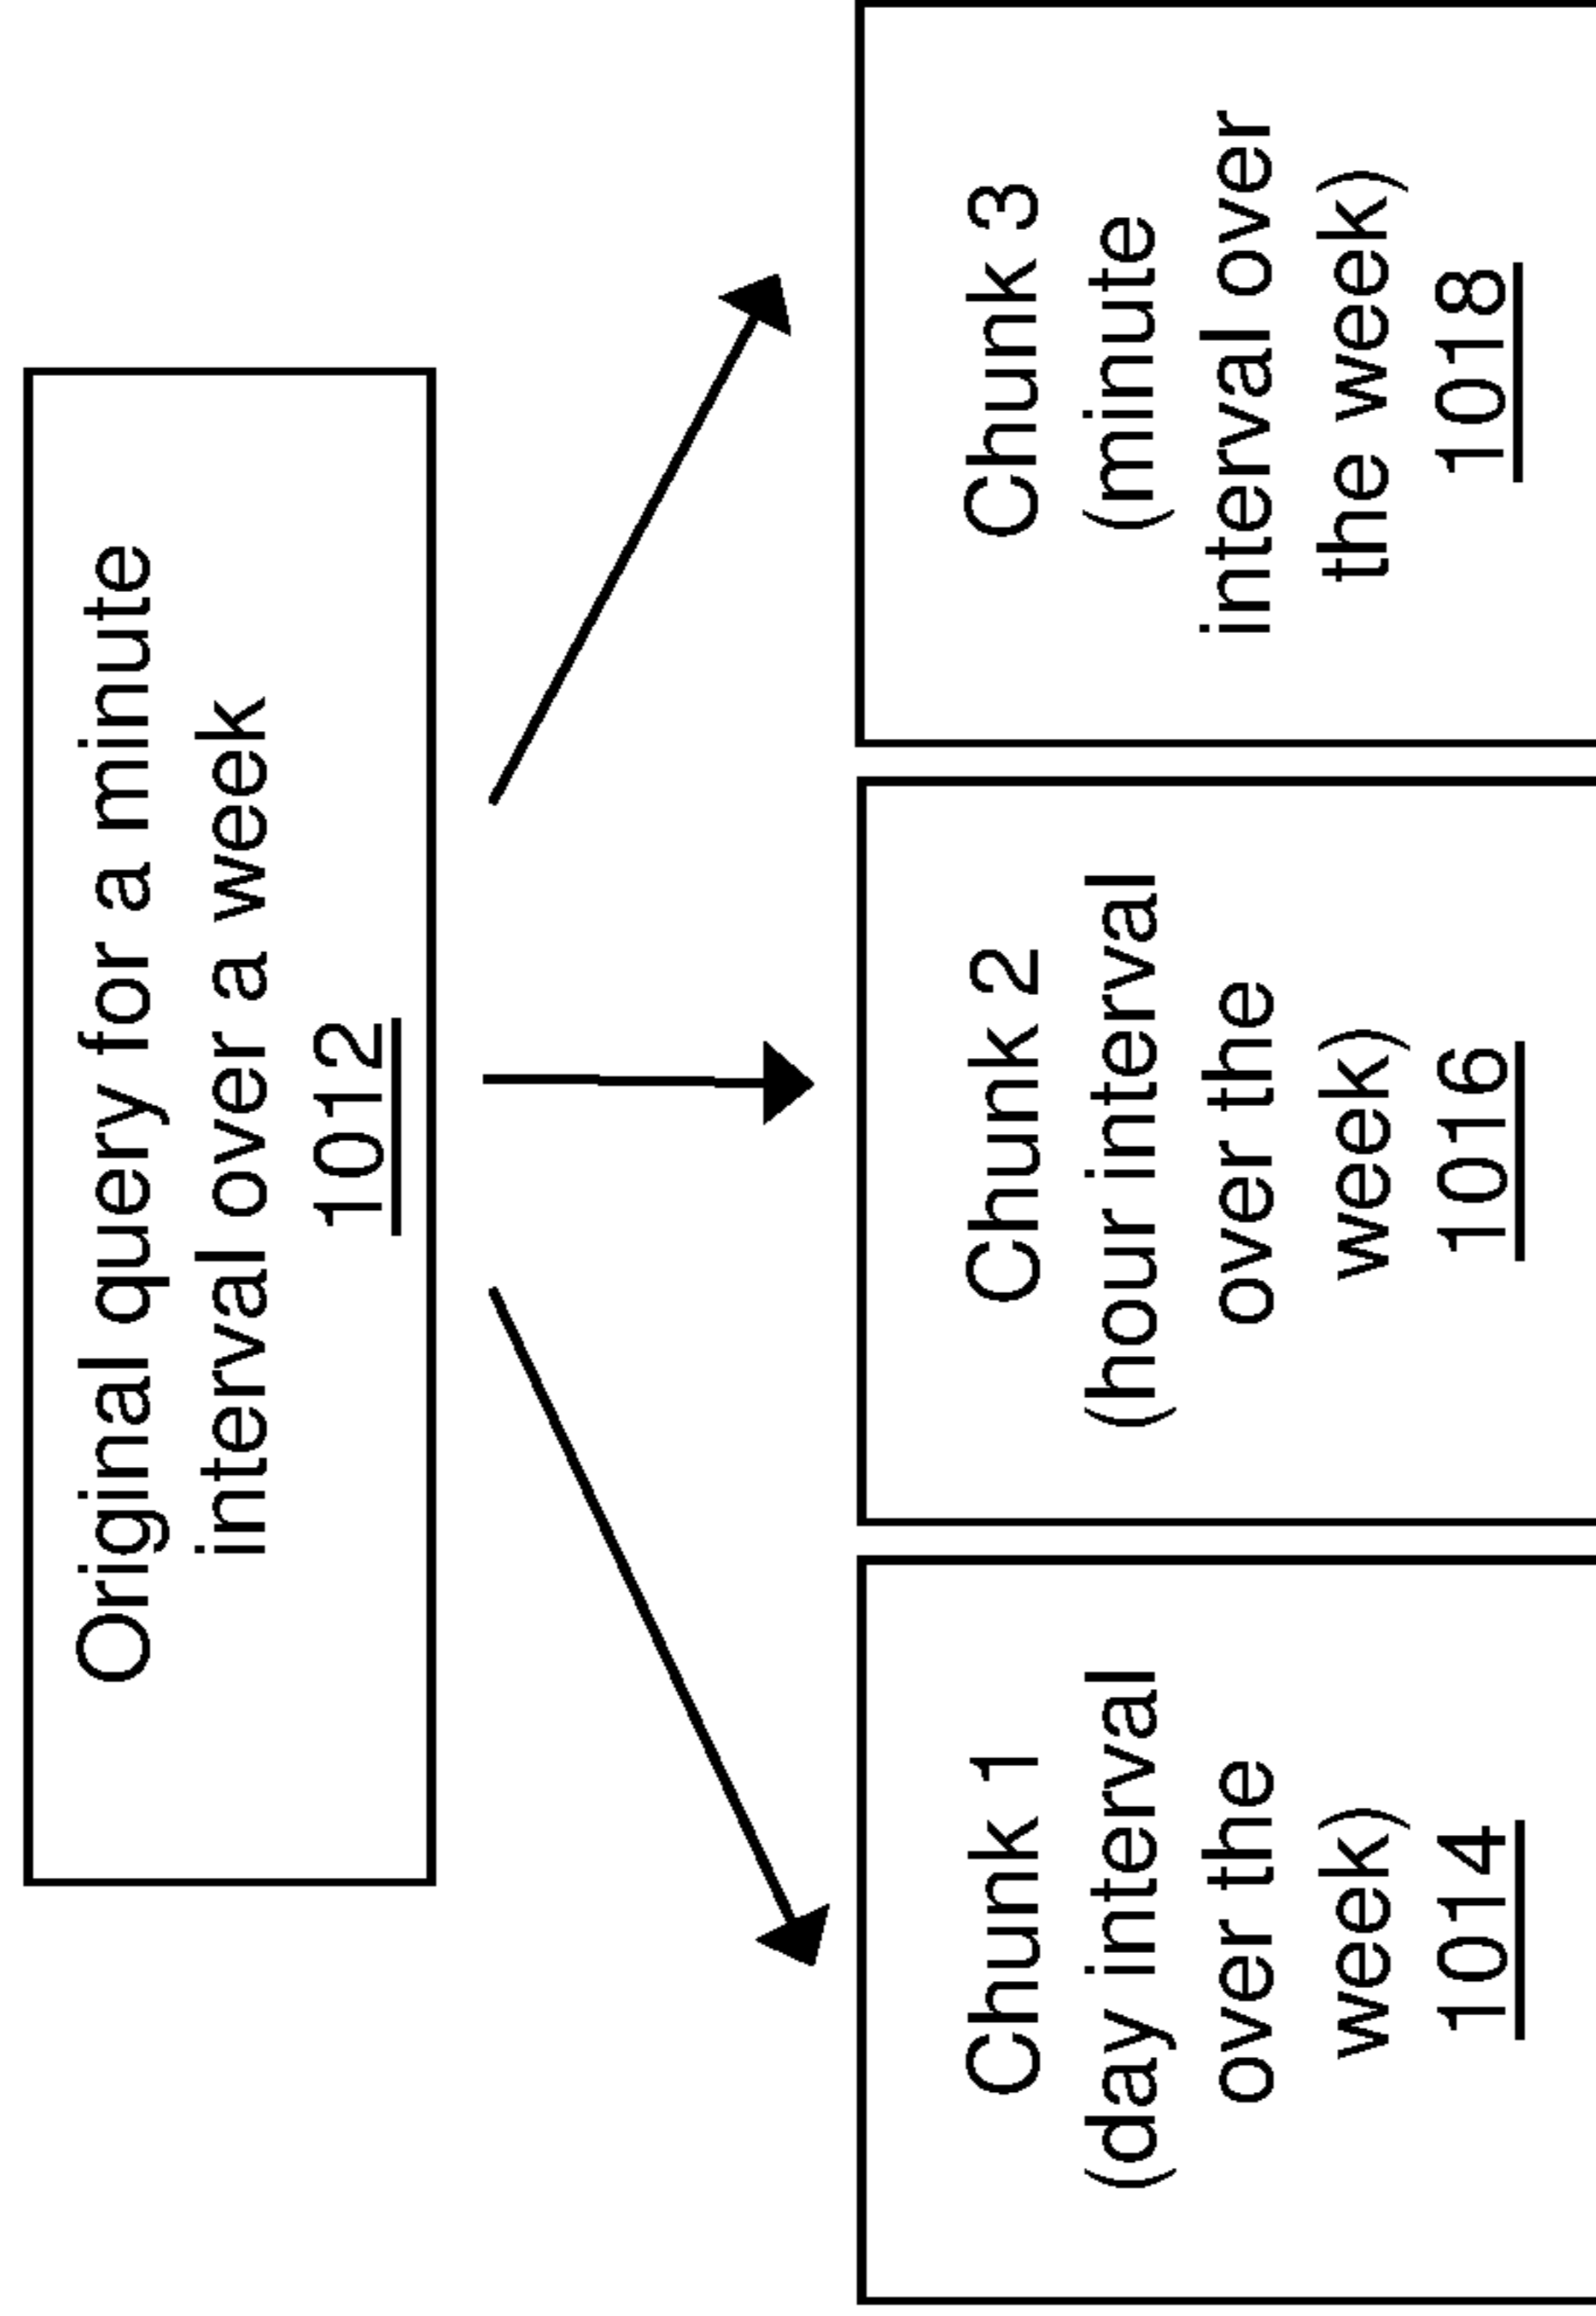 Original query for a minute
interval over a week
1012
Chunk 1
(day interval
over the
week)
1014
Chunk 2
(hour interval
over the
week)
1016
Chunk 3
(minute
interval over
the week)
1018